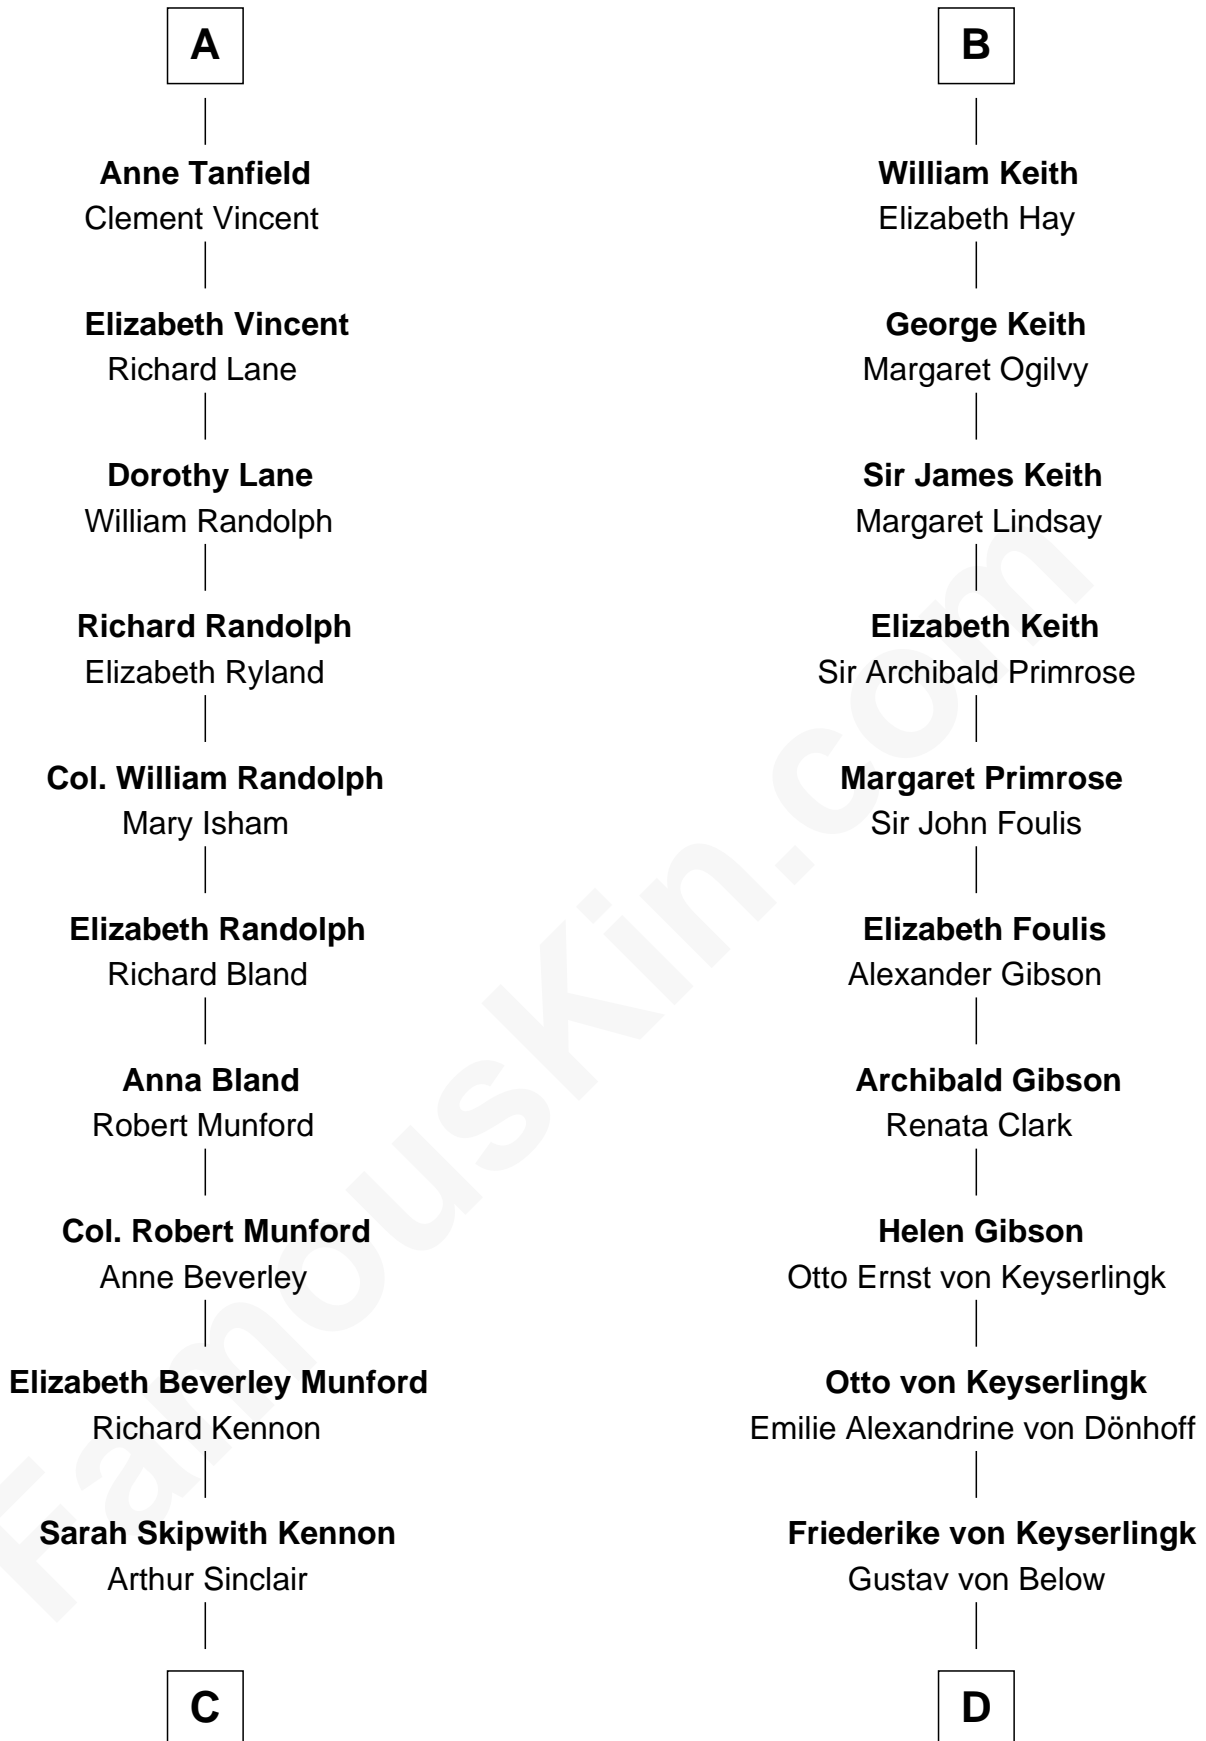 A
Anne Tanfield
Clement Vincent
Elizabeth Vincent
Richard Lane
Dorothy Lane
William Randolph
Richard Randolph
Elizabeth Ryland
Col. William Randolph
Mary Isham
Elizabeth Randolph
Richard Bland
Anna Bland
Robert Munford
Col. Robert Munford
Anne Beverley
Elizabeth Beverley Munford
Richard Kennon
Sarah Skipwith Kennon
Arthur Sinclair
C
B
William Keith
Elizabeth Hay
George Keith
Margaret Ogilvy
Sir James Keith
Margaret Lindsay
Elizabeth Keith
Sir Archibald Primrose
Margaret Primrose
Sir John Foulis
Elizabeth Foulis
Alexander Gibson
Archibald Gibson
Renata Clark
Helen Gibson
Otto Ernst von Keyserlingk
Otto von Keyserlingk
Emilie Alexandrine von Dönhoff
Friederike von Keyserlingk
Gustav von Below
D
FamousKin.com